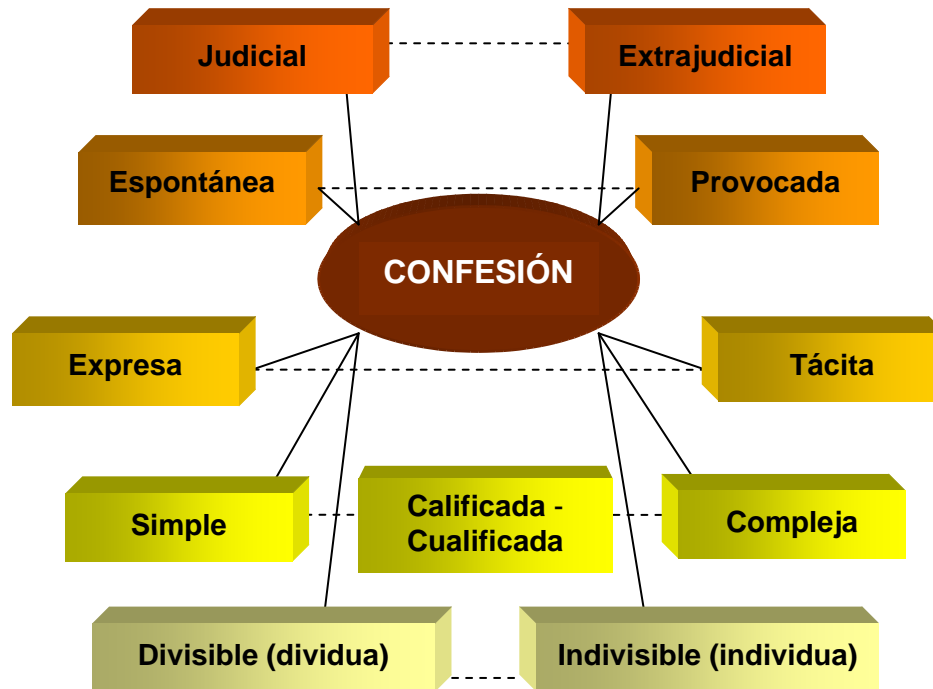 Judicial
Extrajudicial
Espontánea
Provocada
CONFESIÓN
Expresa
Tácita
Simple
Calificada -
Cualificada
Compleja
Divisible (dividua)
Indivisible (individua)